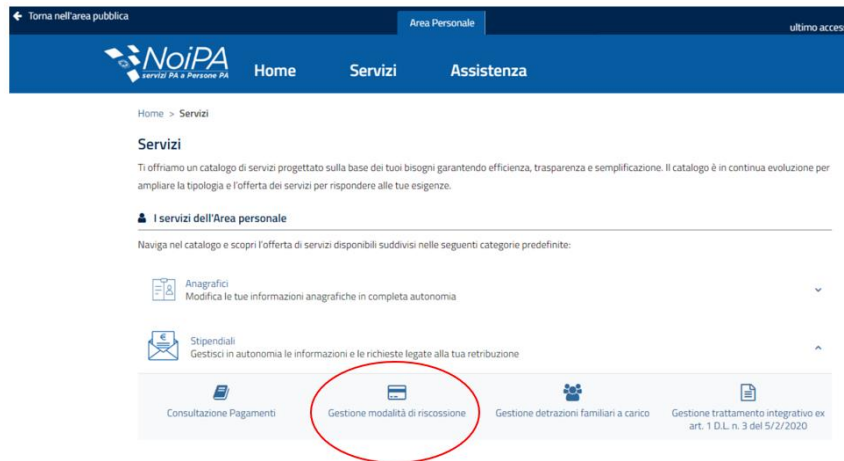 Torna nell'area pubblica
Area Personale
ultimo acces
NoiPA
servizi PA a Persone PA
Home Servizi Assistenza
Home > Servizi
Servizi
Ti offriamo un catalogo di servizi progettato sulla base dei tuoi bisogni garantendo efficienza, trasparenza e semplificazione. Il catalogo è in continua evoluzione per
ampliare la tipologia e l'offerta dei servizi per rispondere alle tue esigenze.
I servizi dell'Area personale
Naviga nel catalogo e scopri l'offerta di servizi disponibili suddivisi nelle seguenti categorie predefinite:
Anagrafici
Modifica le tue informazioni anagrafiche in completa autonomia
Stipendiali
Gestisci in autonomia le informazioni e le richieste legate alla tua retribuzione
Consultazione Pagamenti
Gestione modalità di riscossione
Gestione detrazioni familiari a carico
Gestione trattamento integrativo ex
art. 1 D.L. n. 3 del 5/2/2020